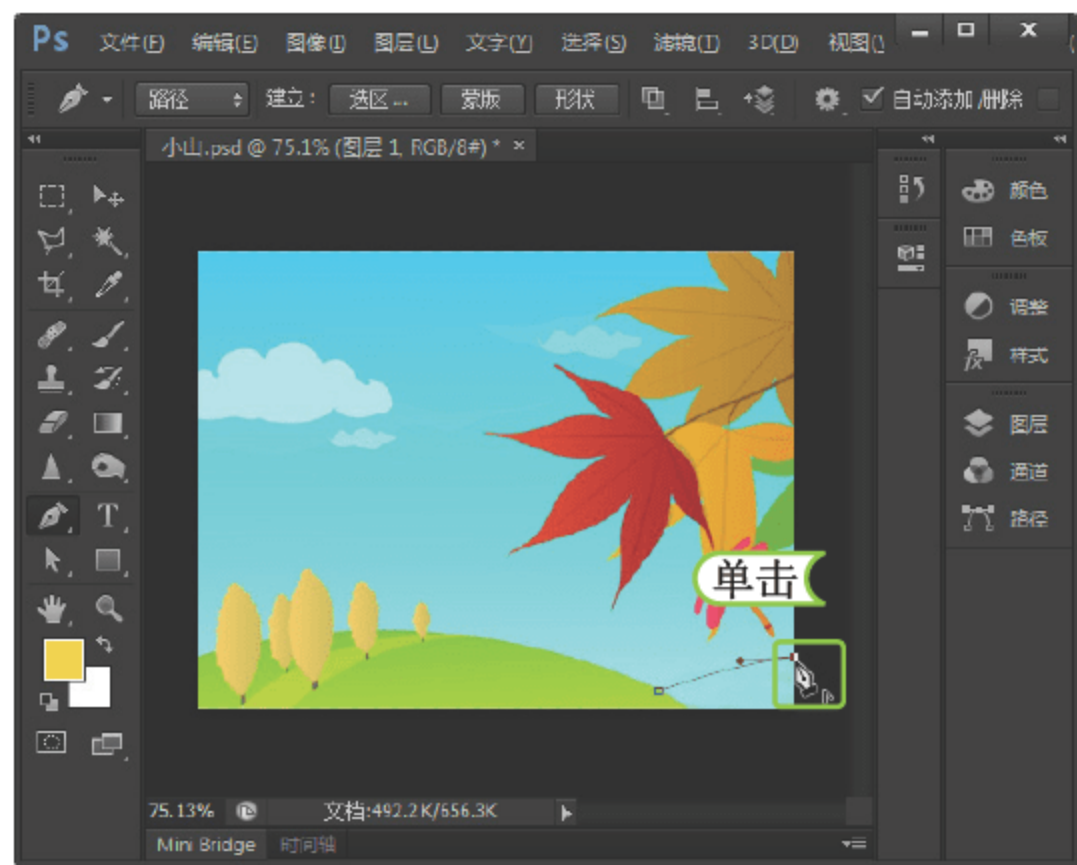 Ps 文件(F) 编辑(E) 图像(I) 图层(L) 文字(Y) 选择(S) 滤镜(T) 3D(D) 视图(
路径 建立： 选区... 蒙版 形状 自动添加/删除
小山.psd @ 75.1% (图层 1, RGB/8#) * ×
颜色
色板
调整
样式
图层
通道
路径
T
单击
75.13% 文档:492.2K/656.3K
Mini Bridge 时间轴